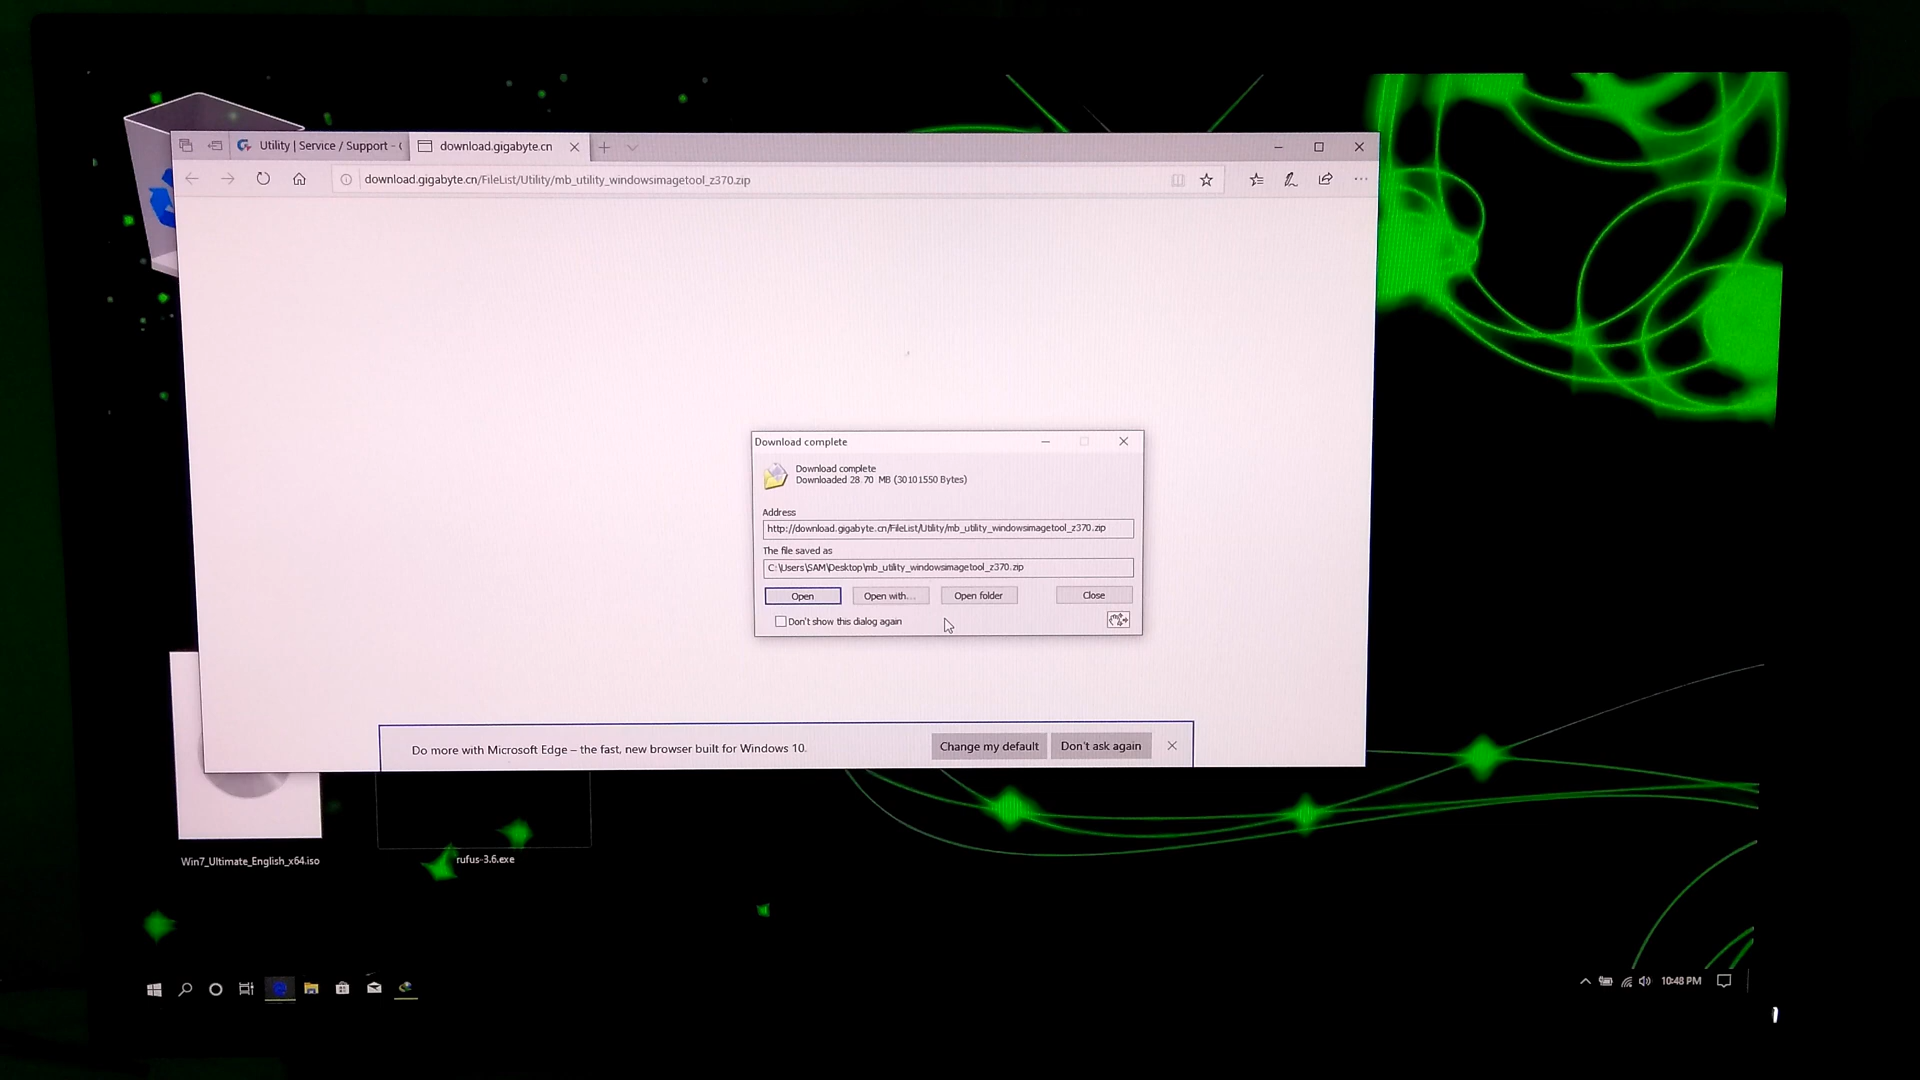 Utility | Service / Support - (
download.gigabyte.cn
download.gigabyte.cn/FileList/Utility/mb_utility_windowsimagetool_z370.zip
Download complete
Download complete
Downloaded 28.70 MB (30101550 Bytes)
Address
http://download.gigabyte.cn/FileList/Utility/mb_utility_windowsimagetool_z370.zip
The file saved as
C:\Users\SAM\Desktop\mb_utility_windowsimagetool_z370.zip
Open
Open with...
Open folder
Close
Don't show this dialog again
Do more with Microsoft Edge – the fast, new browser built for Windows 10.
Change my default
Don't ask again
Win7_Ultimate_English_x64.iso
rufus-3.6.exe
10:48 PM